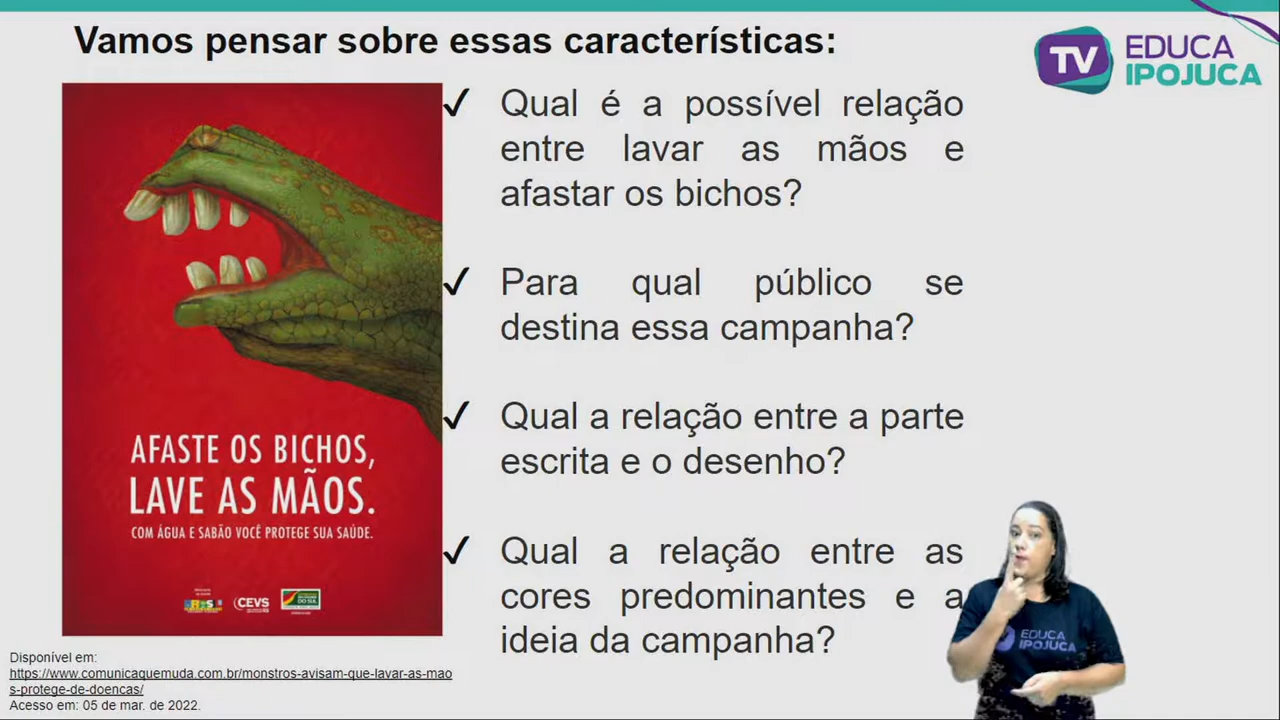 Vamos pensar sobre essas características:
TV EDUCA
IPOJUCA
✓ Qual é a possível relação
entre lavar as mãos e
afastar os bichos?
✓ Para qual público se
destina essa campanha?
✓ Qual a relação entre a parte
escrita e o desenho?
✓ Qual a relação entre as
cores predominantes e a
ideia da campanha?
AFASTE OS BICHOS,
LAVE AS MÃOS.
COM ÁGUA E SABÃO VOCÊ PROTEGE SUA SAÚDE.
CEVS
Disponível em:
https://www.comunicaquemuda.com.br/monstros-avisam-que-lavar-as-mao
s-protege-de-doencas/
Acesso em: 05 de mar. de 2022.
EDUCA
IPOJUCA